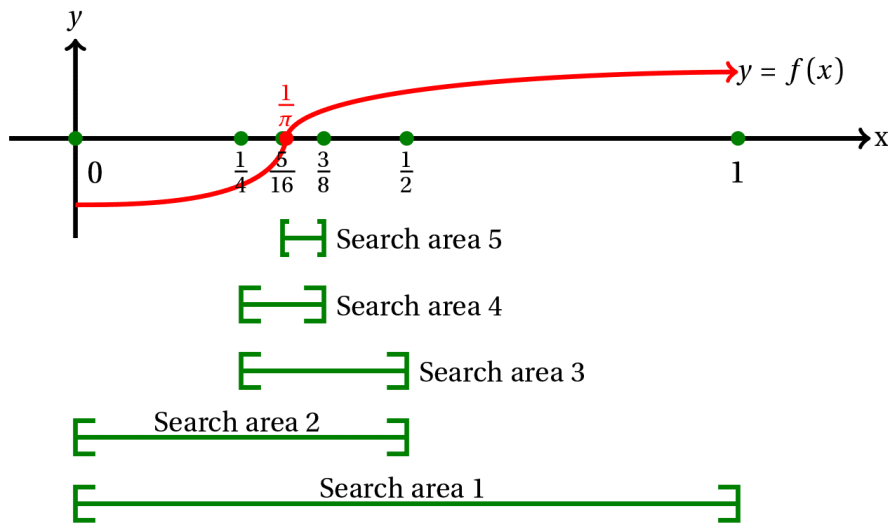 y
y = f(x)
1/π
x
0
1/4
5/16
3/8
1/2
1
Search area 5
Search area 4
Search area 3
Search area 2
Search area 1